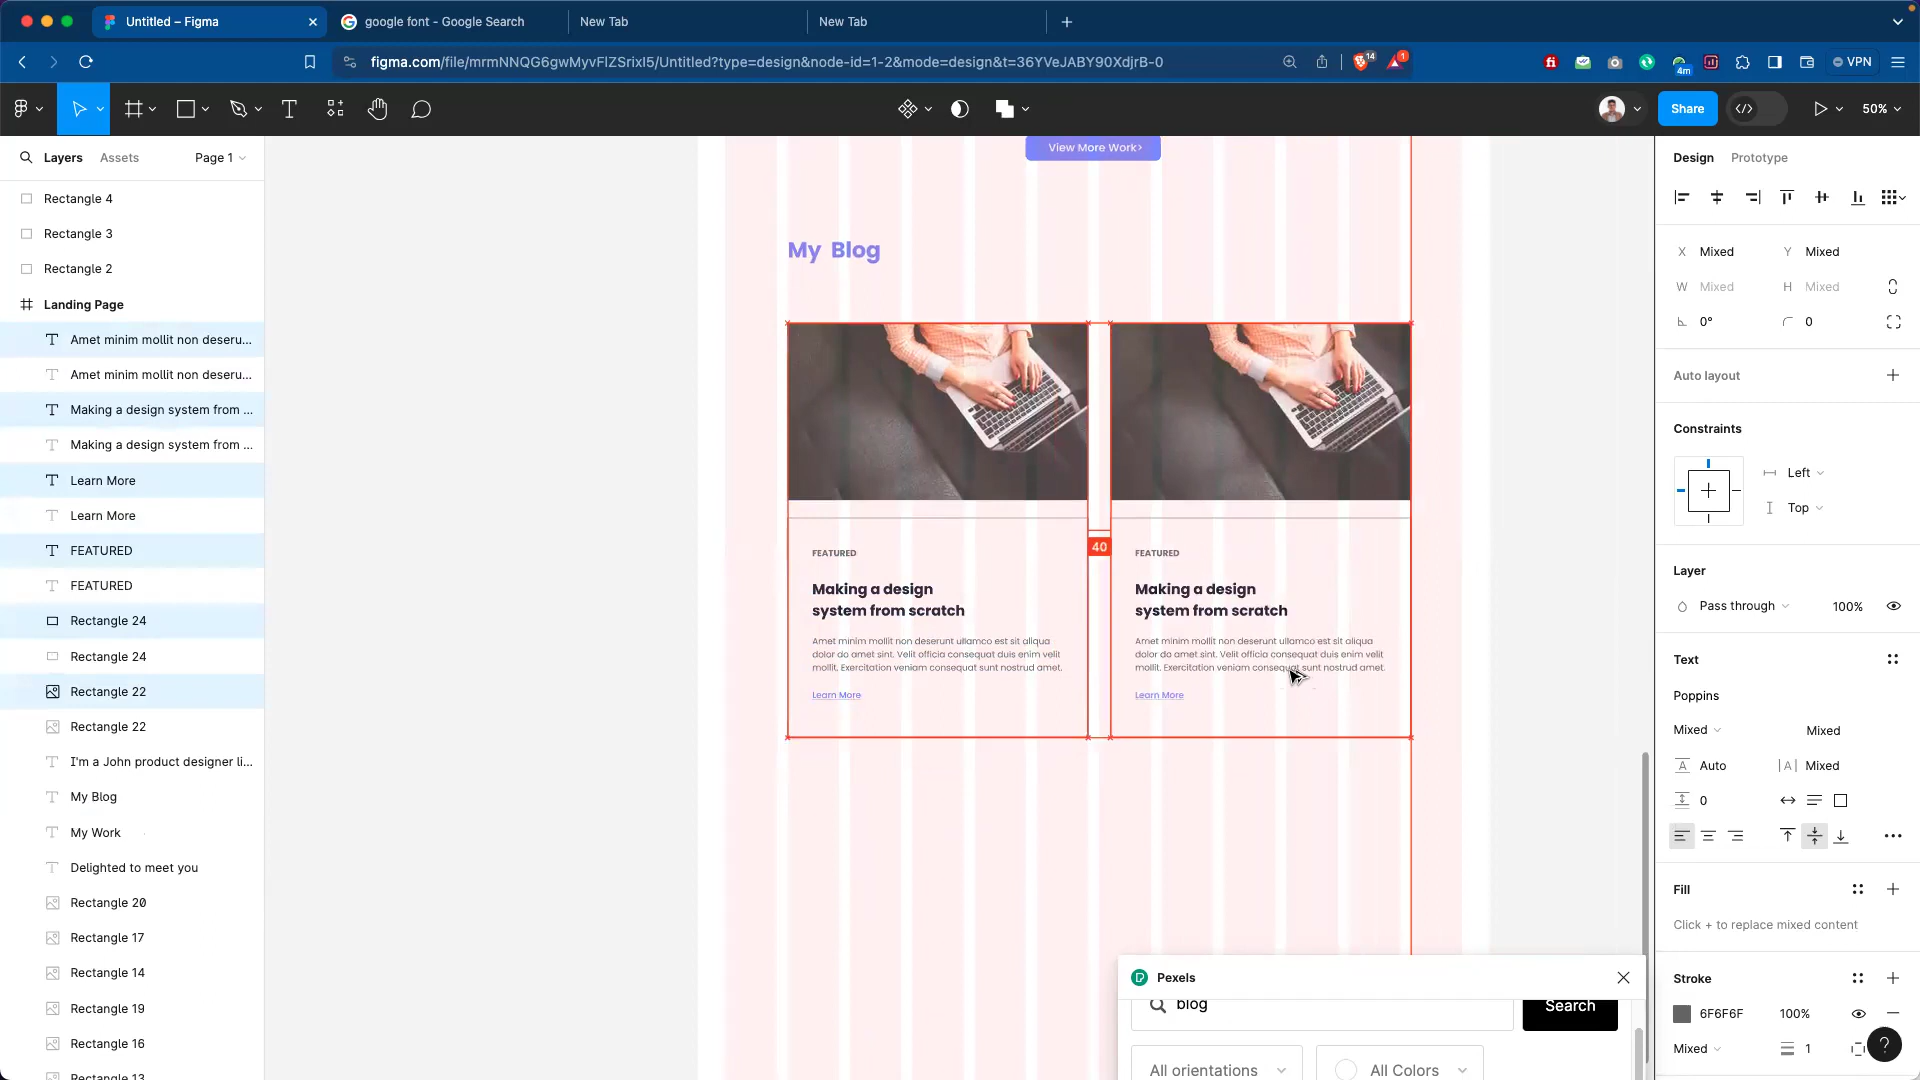 Untitled – Figma
google font - Google Search
New Tab
New Tab
figma.com/file/mrmNNQG6gwMyvFlZSrixl5/Untitled?type=design&node-id=1-2&mode=design&t=36YVeJABY90XdjrB-0
14
1
4m
VPN
Share
50%
Layers
Assets
Page 1
Rectangle 4
Rectangle 3
Rectangle 2
Landing Page
Amet minim mollit non deseru...
Amet minim mollit non deseru...
Making a design system from ...
Making a design system from ...
Learn More
Learn More
FEATURED
FEATURED
Rectangle 24
Rectangle 24
Rectangle 22
Rectangle 22
I'm a John product designer li...
My Blog
My Work
Delighted to meet you
Rectangle 20
Rectangle 17
Rectangle 14
Rectangle 19
Rectangle 16
Rectangle 13
View More Work>
My Blog
40
FEATURED
Making a design
system from scratch
Amet minim mollit non deserunt ullamco est sit aliqua
dolor do amet sint. Velit officia consequat duis enim velit
mollit. Exercitation veniam consequat sunt nostrud amet.
Learn More
FEATURED
Making a design
system from scratch
Amet minim mollit non deserunt ullamco est sit aliqua
dolor do amet sint. Velit officia consequat duis enim velit
mollit. Exercitation veniam consequat sunt nostrud amet.
Learn More
Pexels
blog
Search
All orientations
All Colors
Design
Prototype
X Mixed
Y Mixed
W Mixed
H Mixed
0°
0
Auto layout
Constraints
Left
Top
Layer
Pass through
100%
Text
Poppins
Mixed
Mixed
Auto
Mixed
0
Fill
Click + to replace mixed content
Stroke
6F6F6F
100%
Mixed
1
?